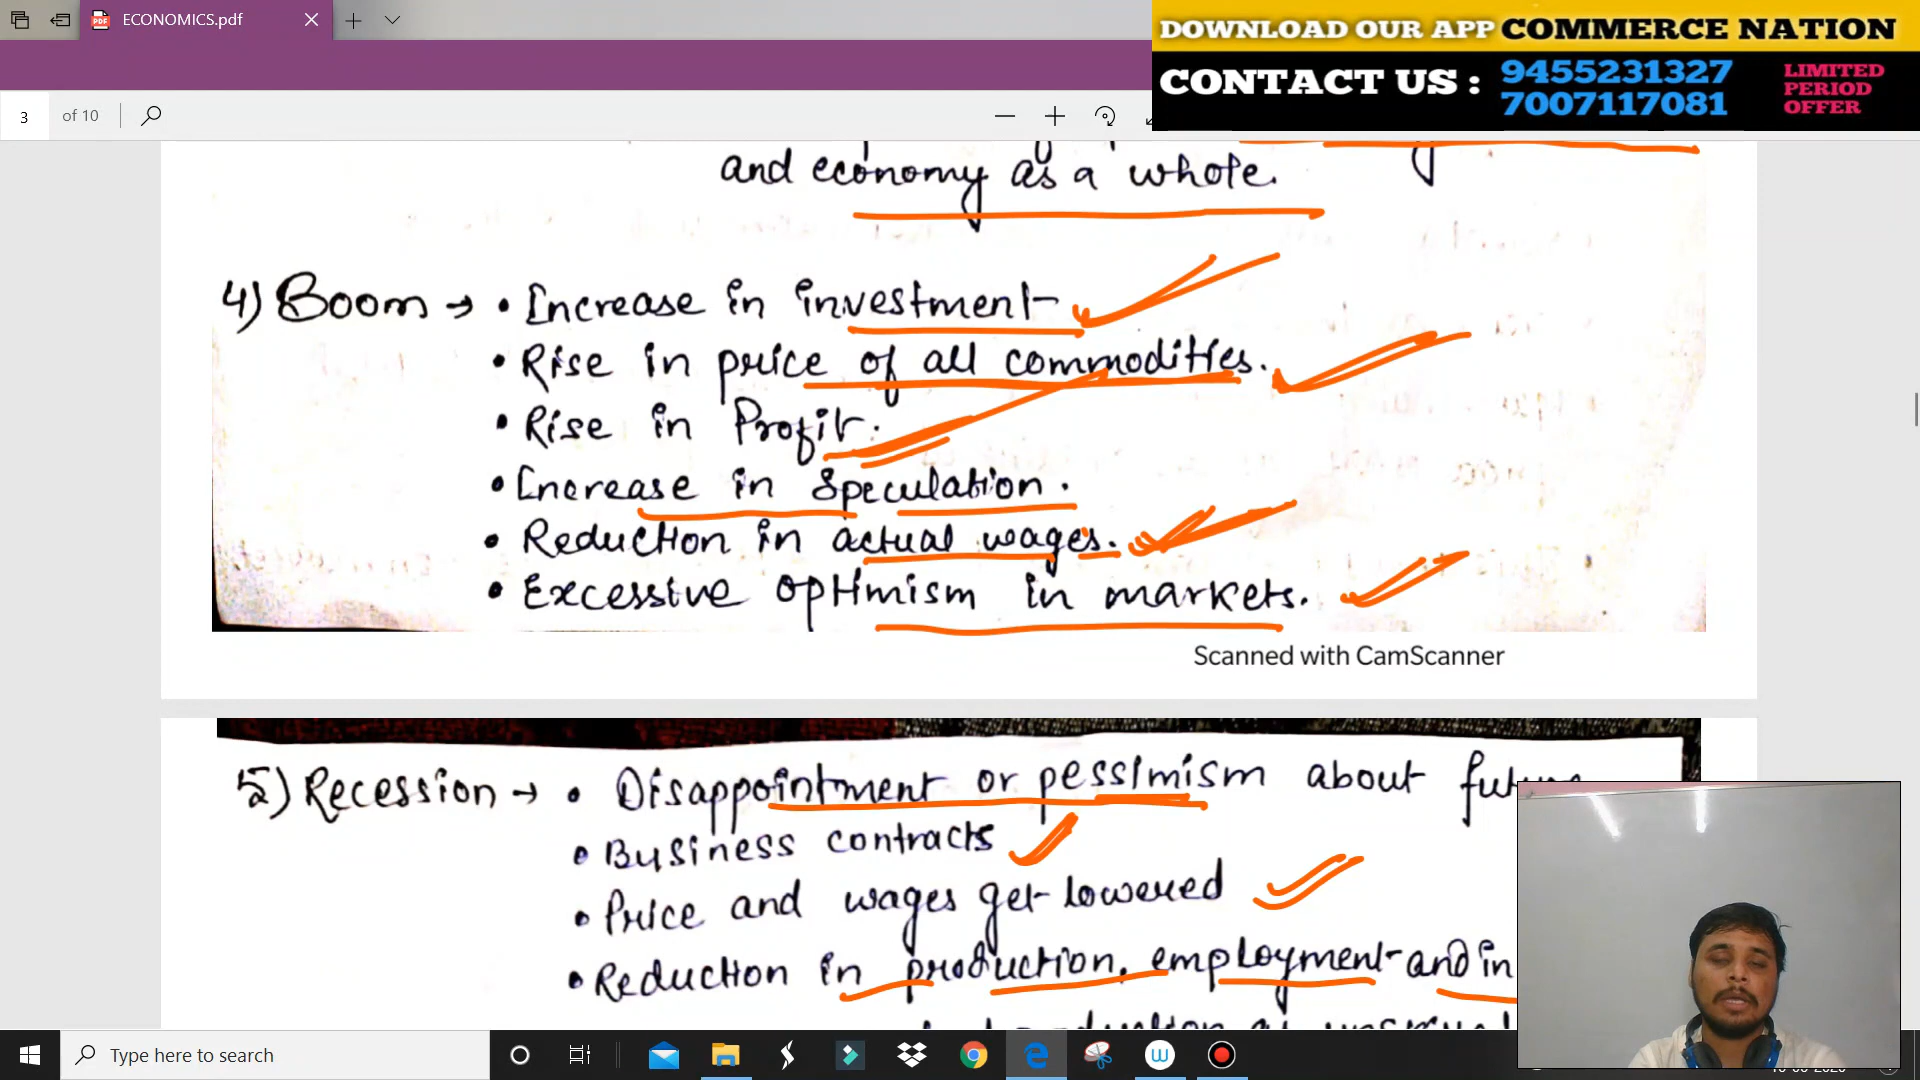 ECONOMICS.pdf
DOWNLOAD OUR APP COMMERCE NATION
CONTACT US : 9455231327
7007117081
LIMITED
PERIOD
OFFER
3 of 10
and economy as a whole.
4) Boom → • Increase in investment
• Rise in price of all commodities.
• Rise in Profit.
• Increase in speculation.
• Reduction in actual wages.
• Excessive optimism in markets.
Scanned with CamScanner
5) Recession → • Disappointment or pessimism about
• Business contracts
• Price and wages get lowered
• Reduction in production, employment and in
Type here to search